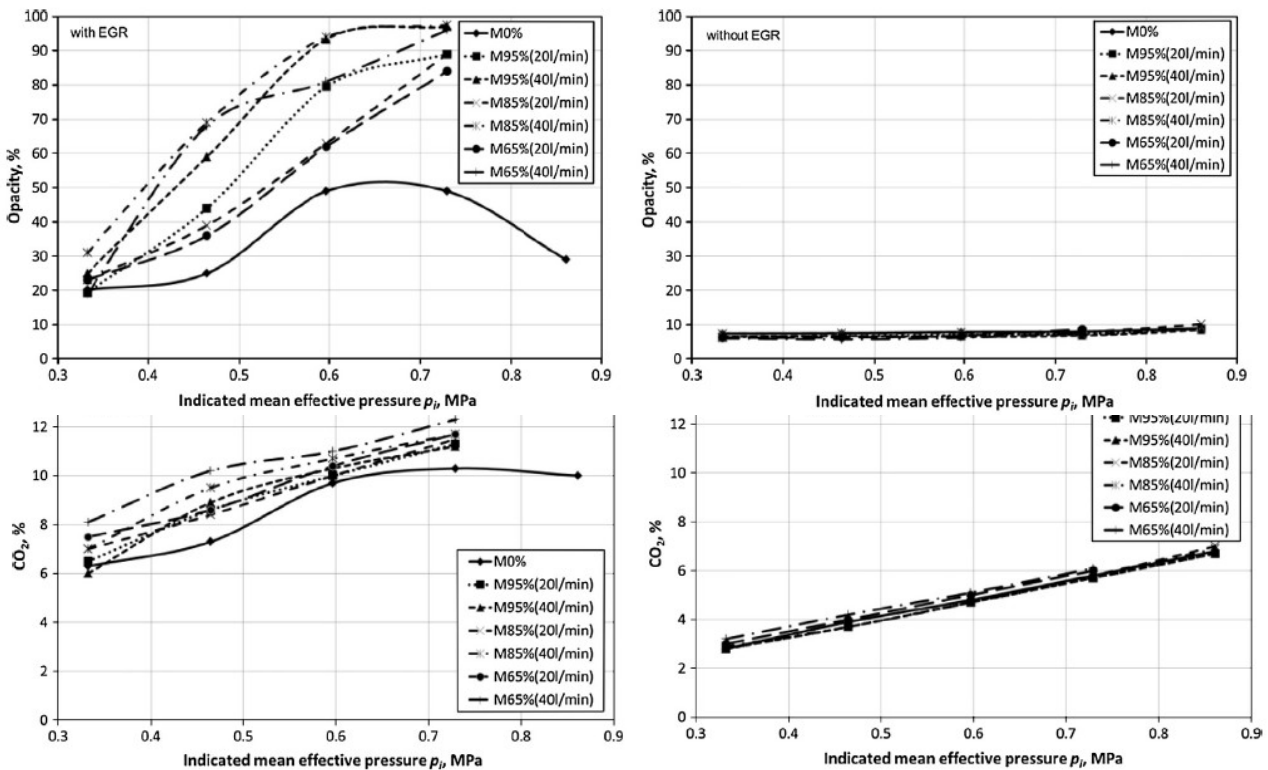 100
90
80
70
60
50
40
30
20
10
0
Opacity, %
with EGR
M0%
M95%(20l/min)
M95%(40l/min)
M85%(20l/min)
M85%(40l/min)
M65%(20l/min)
M65%(40l/min)
0.3 0.4 0.5 0.6 0.7 0.8 0.9
Indicated mean effective pressure pi, MPa
100
90
80
70
60
50
40
30
20
10
0
Opacity, %
without EGR
M0%
M95%(20l/min)
M95%(40l/min)
M85%(20l/min)
M85%(40l/min)
M65%(20l/min)
M65%(40l/min)
0.3 0.4 0.5 0.6 0.7 0.8 0.9
Indicated mean effective pressure pi, MPa
12
10
8
6
4
2
0
CO2, %
M0%
M95%(20l/min)
M95%(40l/min)
M85%(20l/min)
M85%(40l/min)
M65%(20l/min)
M65%(40l/min)
0.3 0.4 0.5 0.6 0.7 0.8 0.9
Indicated mean effective pressure pi, MPa
12
10
8
6
4
2
0
CO2, %
M95%(20l/min)
M95%(40l/min)
M85%(20l/min)
M85%(40l/min)
M65%(20l/min)
M65%(40l/min)
0.3 0.4 0.5 0.6 0.7 0.8 0.9
Indicated mean effective pressure pi, MPa